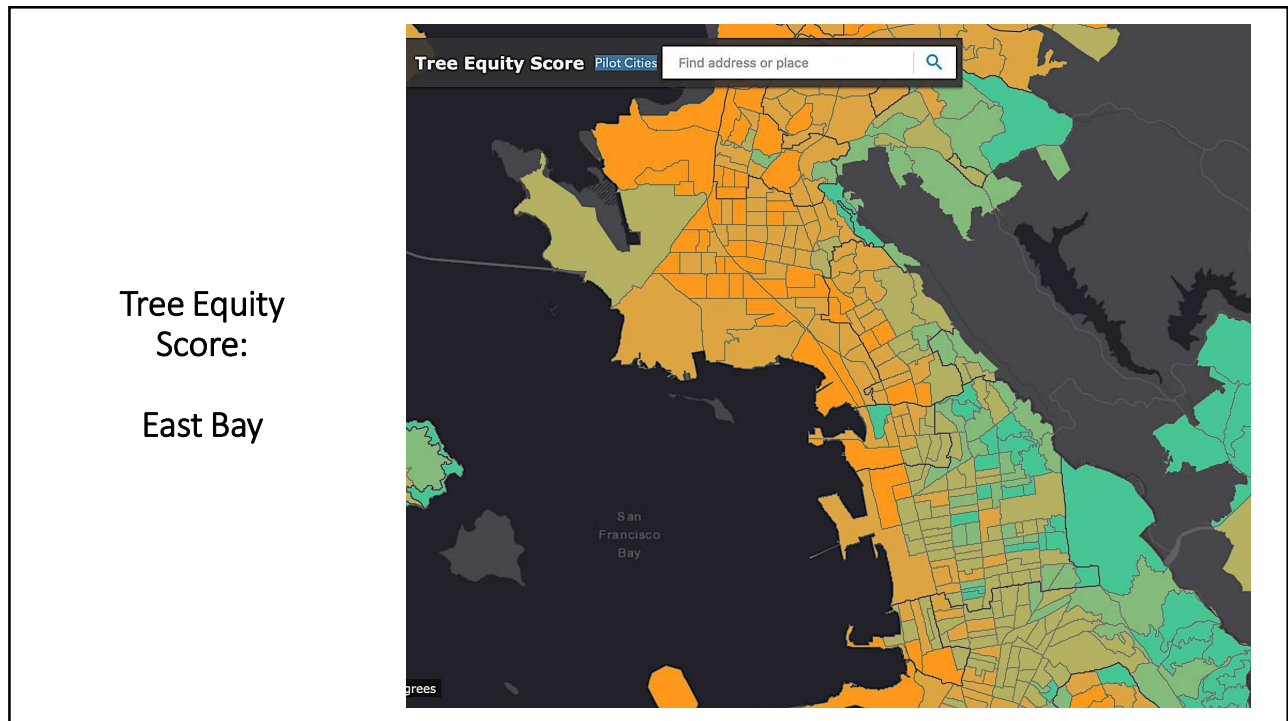 Tree Equity
Score:
East Bay
Tree Equity Score Pilot Cities Find address or place
San
Francisco
Bay
grees